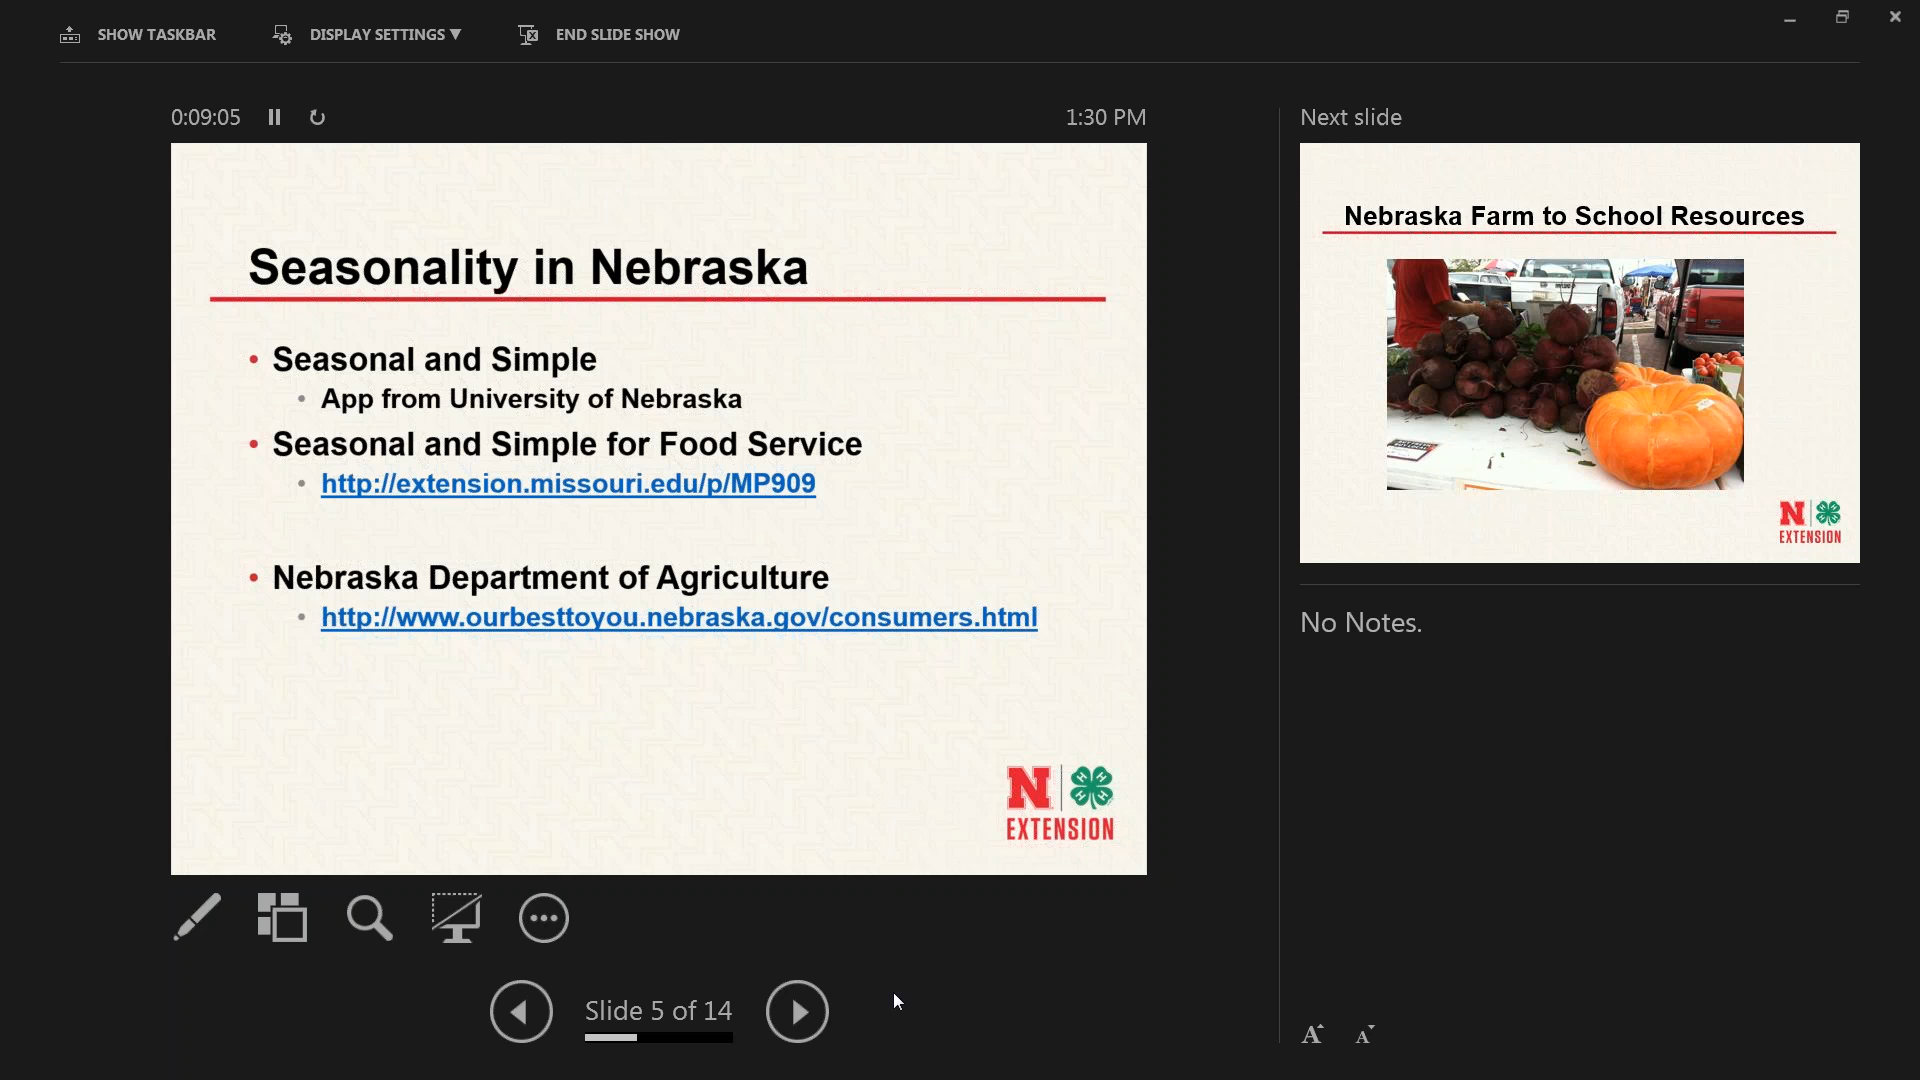 SHOW TASKBAR
DISPLAY SETTINGS ▼
END SLIDE SHOW
0:09:05
1:30 PM
Seasonality in Nebraska
• Seasonal and Simple
• App from University of Nebraska
• Seasonal and Simple for Food Service
• http://extension.missouri.edu/p/MP909
• Nebraska Department of Agriculture
• http://www.ourbesttoyou.nebraska.gov/consumers.html
N
H H H H
EXTENSION
Slide 5 of 14
Next slide
Nebraska Farm to School Resources
N
EXTENSION
No Notes.
A
A